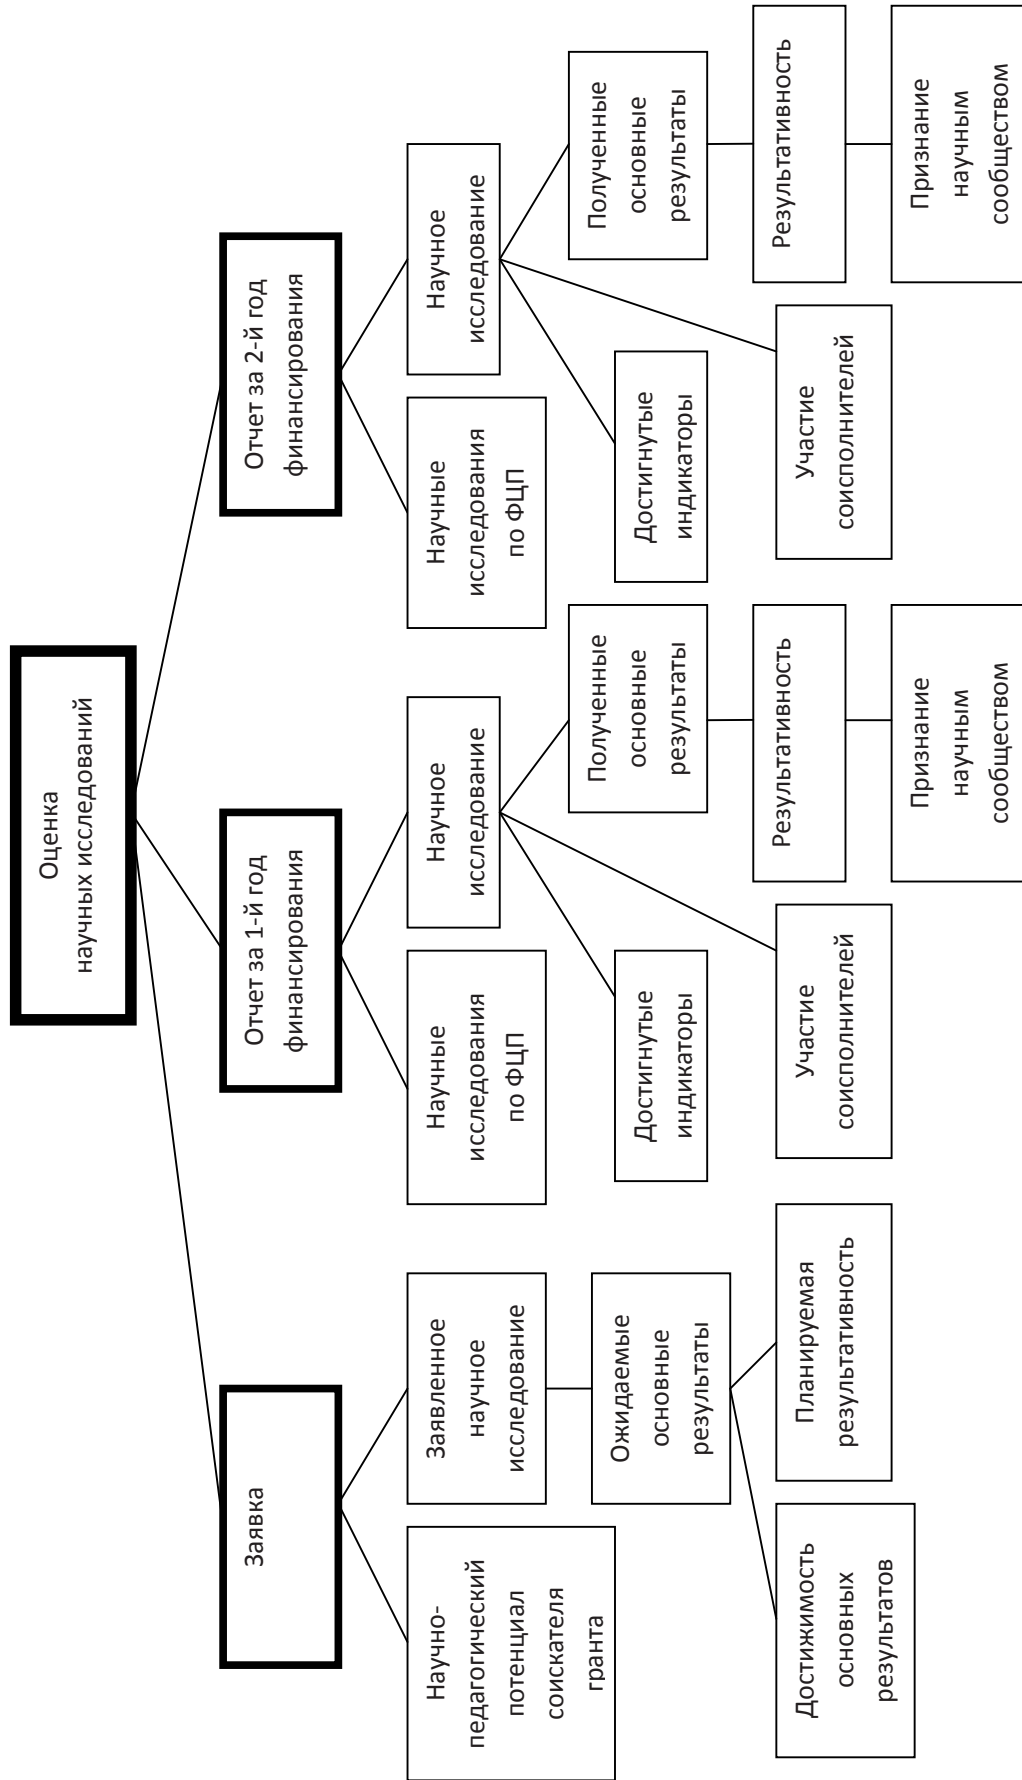 Оценка
научных исследований
Заявка
Отчет за 1-й год
финансирования
Отчет за 2-й год
финансирования
Научно-
педагогический
потенциал
соискателя
гранта
Заявленное
научное
исследование
Научные
исследования
по ФЦП
Научное
исследование
Научные
исследования
по ФЦП
Научное
исследование
Ожидаемые
основные
результаты
Достигнутые
индикаторы
Полученные
основные
результаты
Достигнутые
индикаторы
Полученные
основные
результаты
Достижимость
основных
результатов
Планируемая
результативность
Участие
соисполнителей
Результативность
Участие
соисполнителей
Результативность
Признание
научным
сообществом
Признание
научным
сообществом